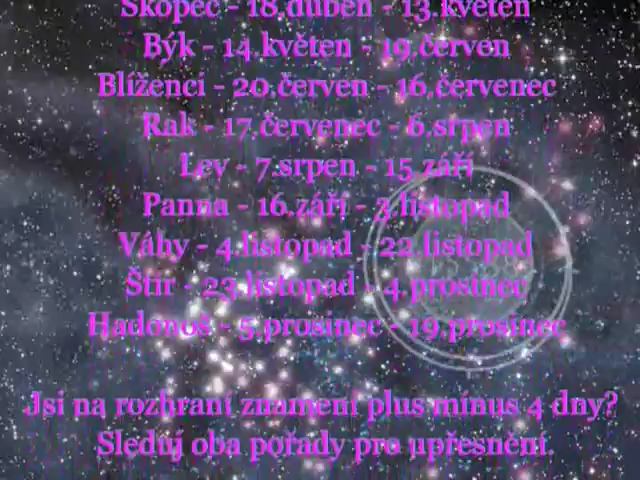 Skopec - 18.duben - 13.květen
Býk - 14.květen - 19.červen
Blíženci - 20.červen - 16.červenec
Rak - 17.červenec - 6.srpen
Lev - 7.srpen - 15.září
Panna - 16.září - 3.listopad
Váhy - 4.listopad - 22.listopad
Štír - 23.listopad - 4.prosinec
Hadonoš - 5.prosinec - 19.prosinec
Jsi na rozhraní znamení plus mínus 4 dny?
Sleduj oba pořady pro upřesnění.